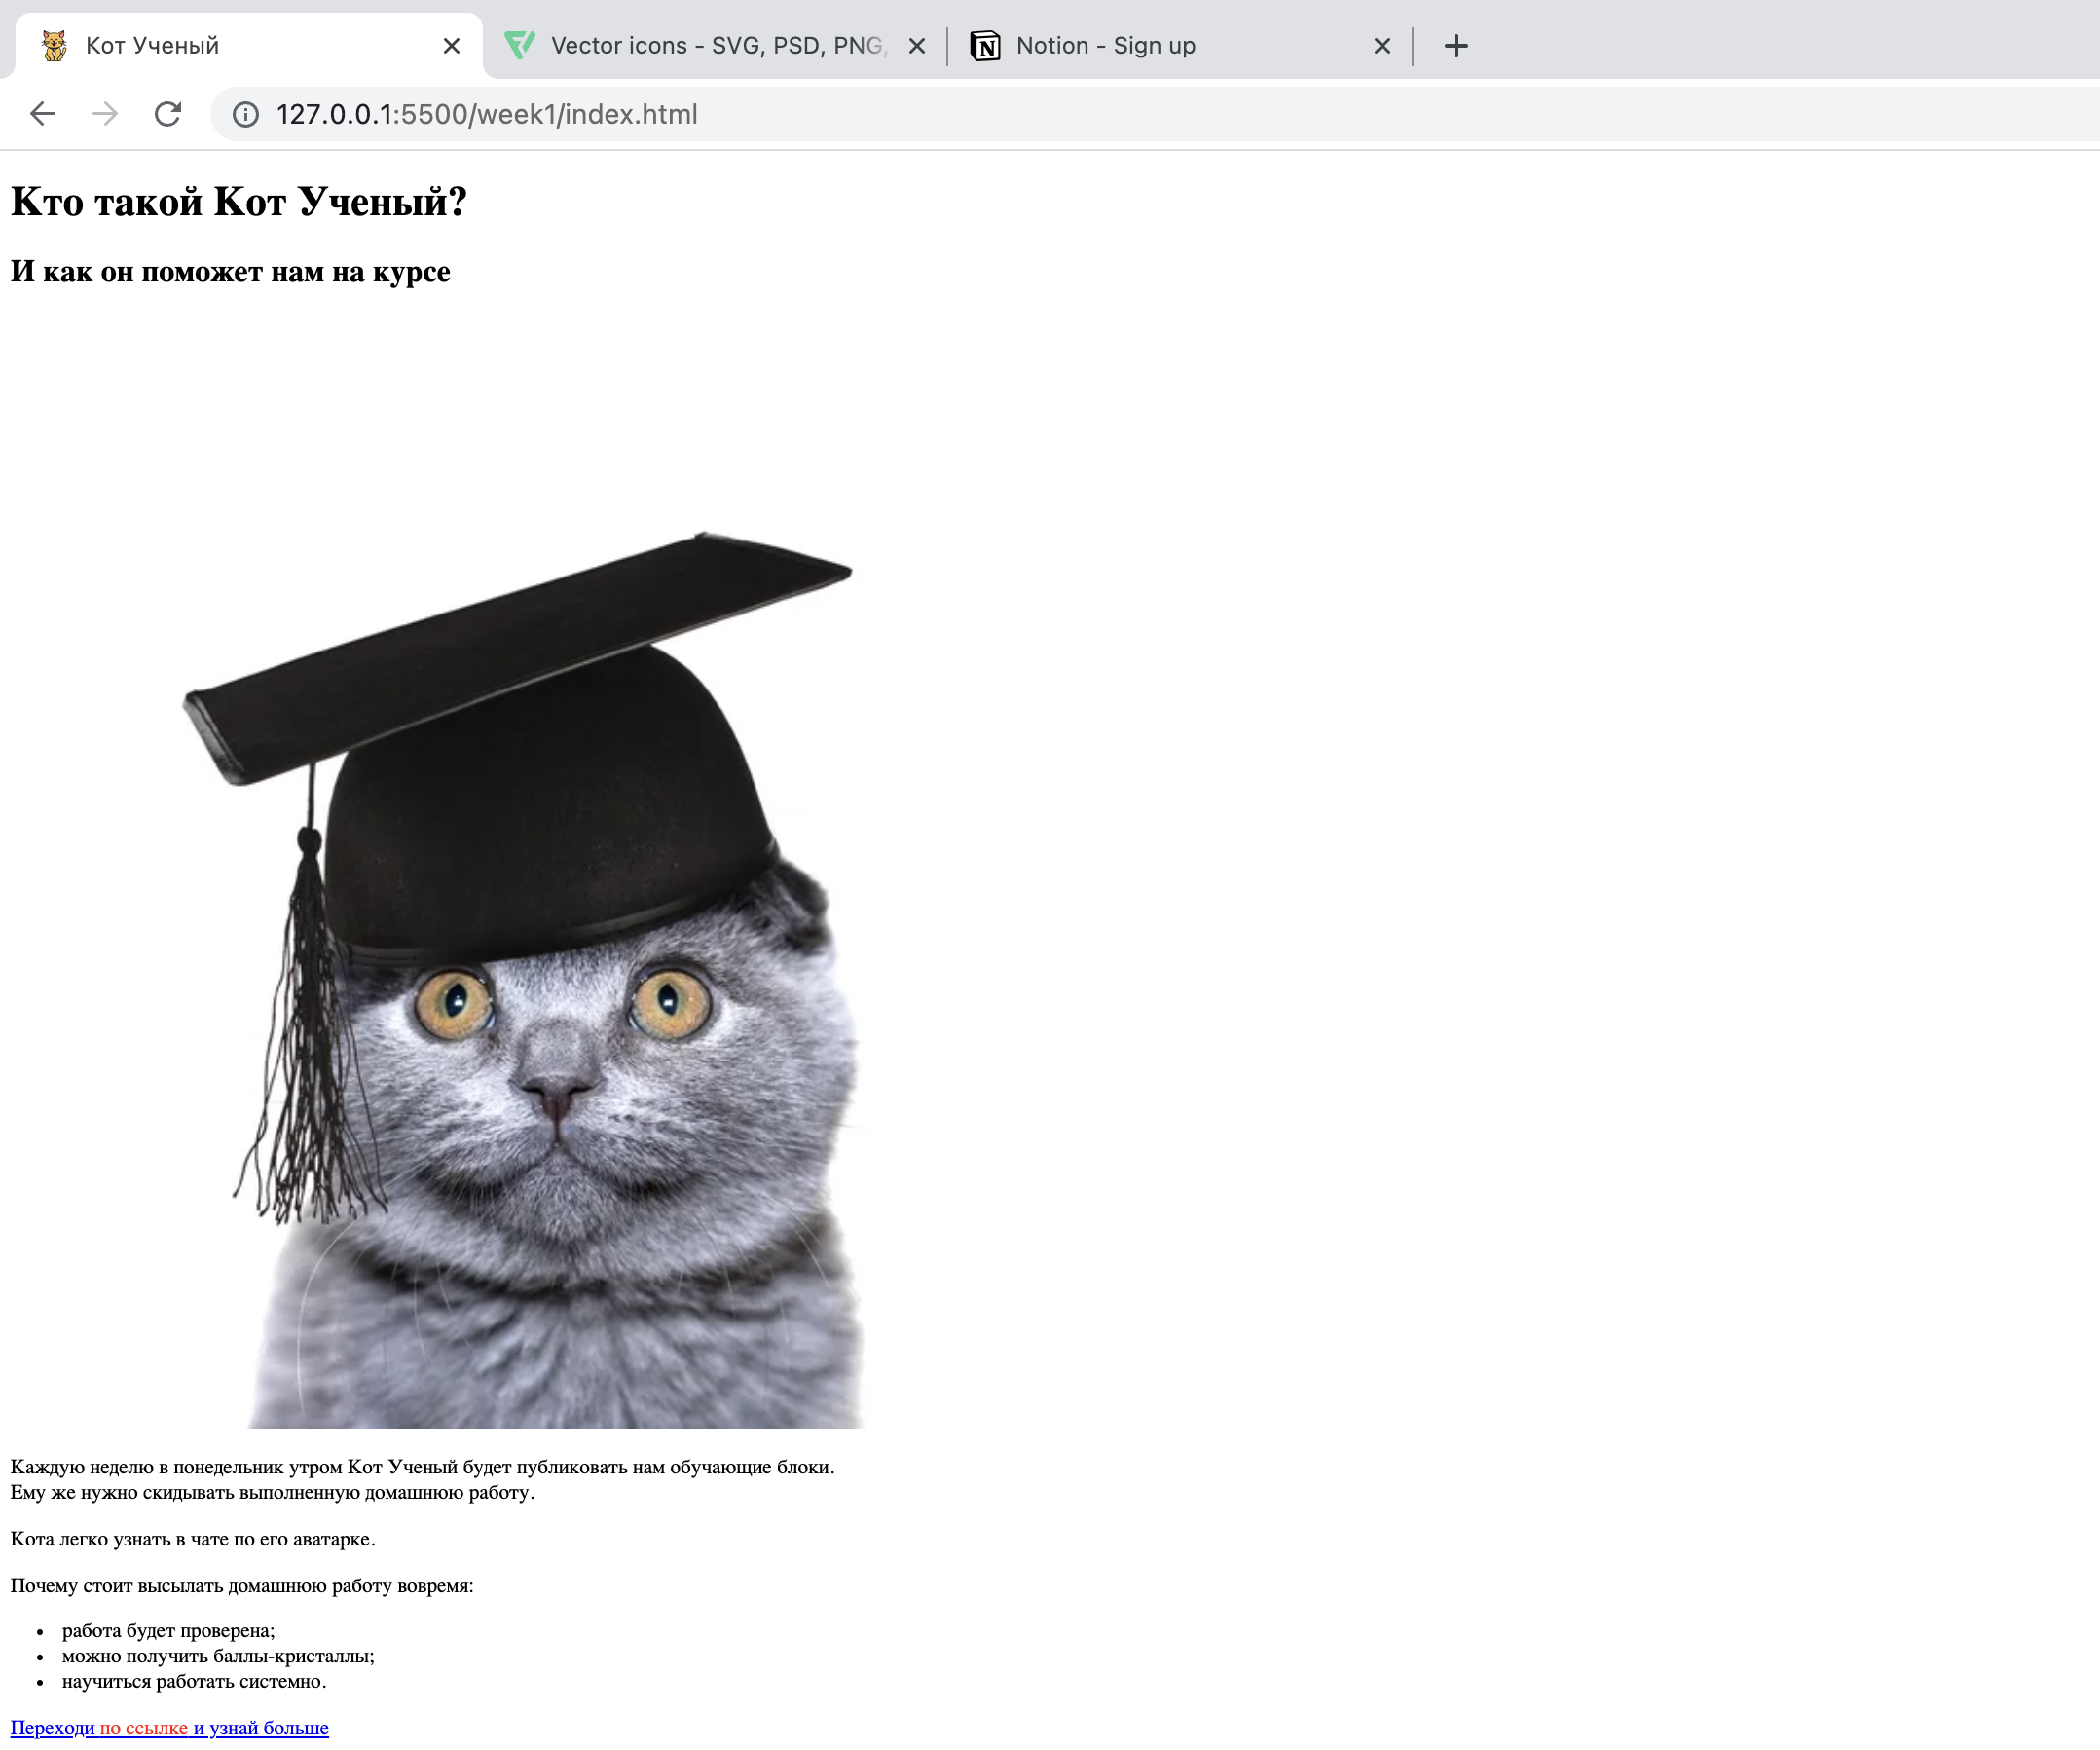 Кот Ученый
Vector icons - SVG, PSD, PNG,
Notion - Sign up
127.0.0.1:5500/week1/index.html
Кто такой Кот Ученый?
И как он поможет нам на курсе
Каждую неделю в понедельник утром Кот Ученый будет публиковать нам обучающие блоки.
Ему же нужно скидывать выполненную домашнюю работу.
Кота легко узнать в чате по его аватарке.
Почему стоит высылать домашнюю работу вовремя:
• работа будет проверена;
• можно получить баллы-кристаллы;
• научиться работать системно.
Переходи по ссылке и узнай больше